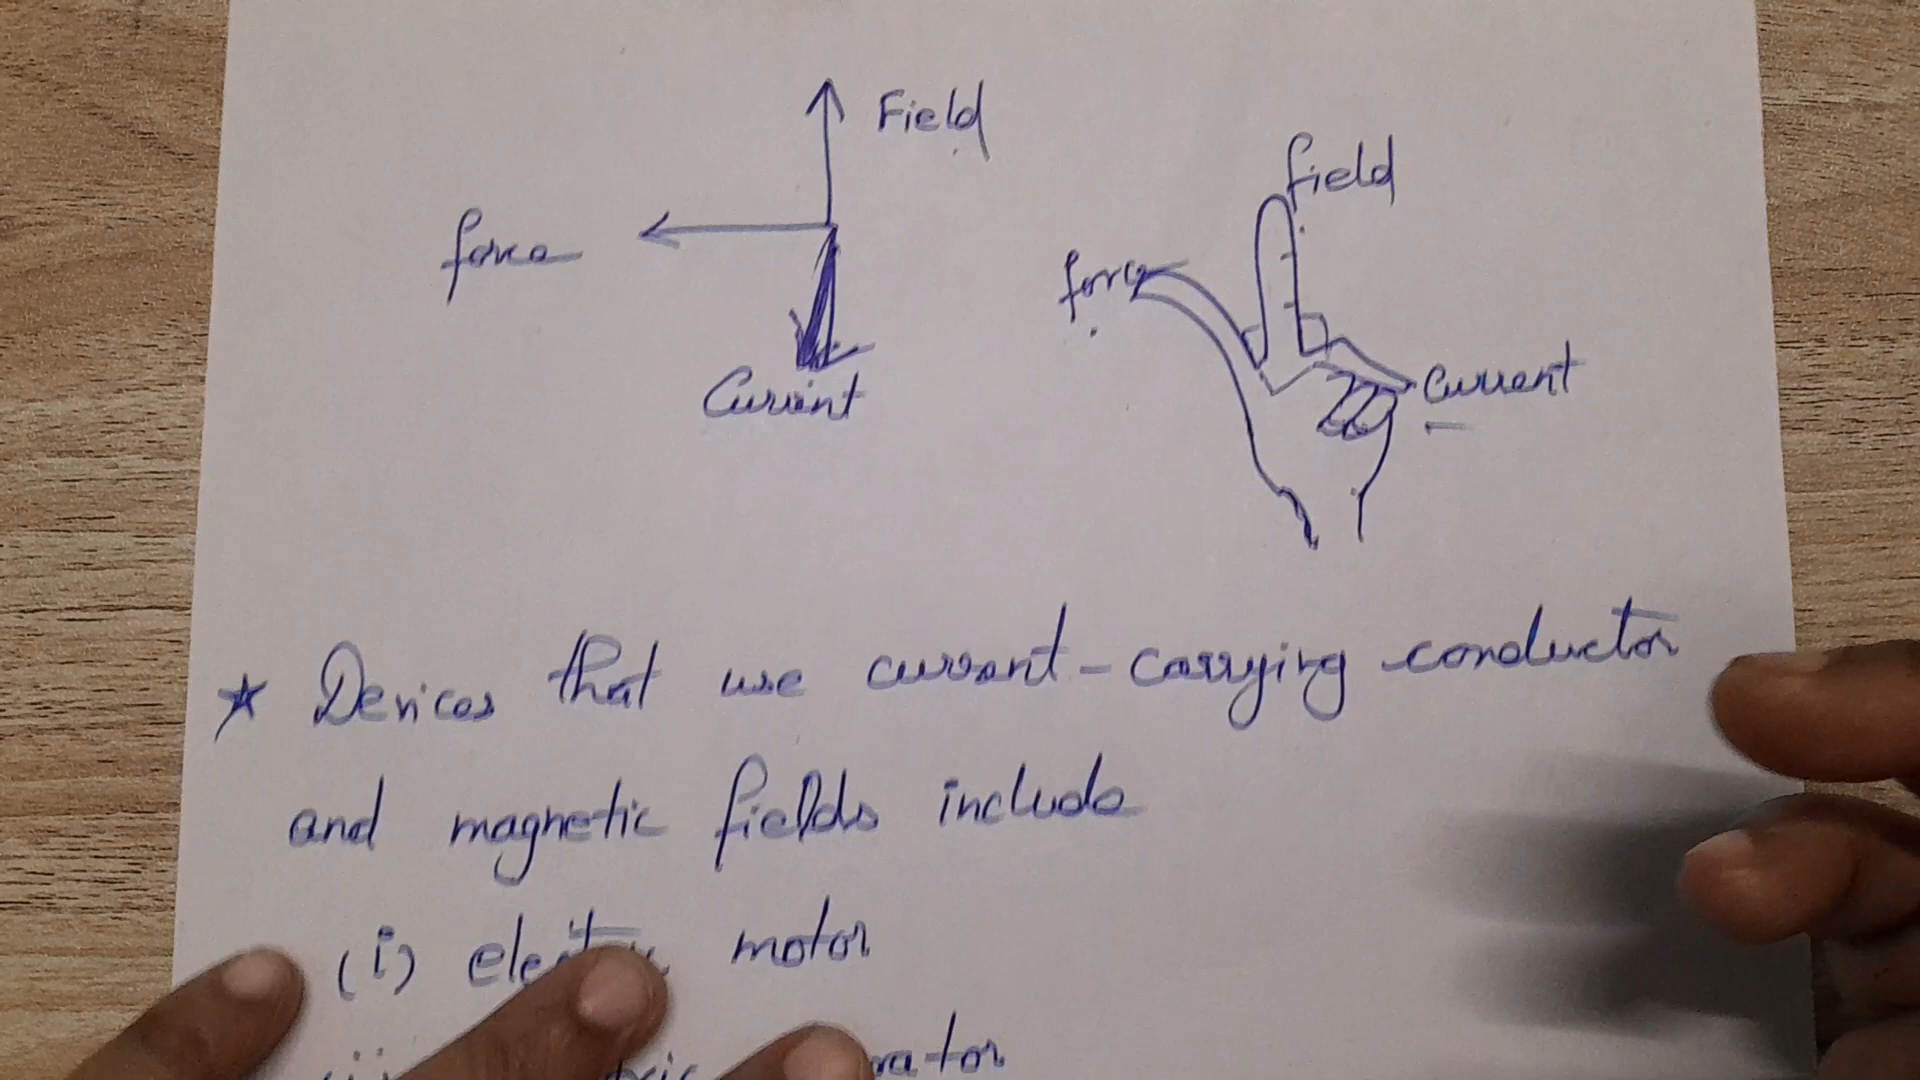 Field
force
Current
field
force
Current
★ Devices that use current-carrying conductor
and magnetic fields include
(i) motor